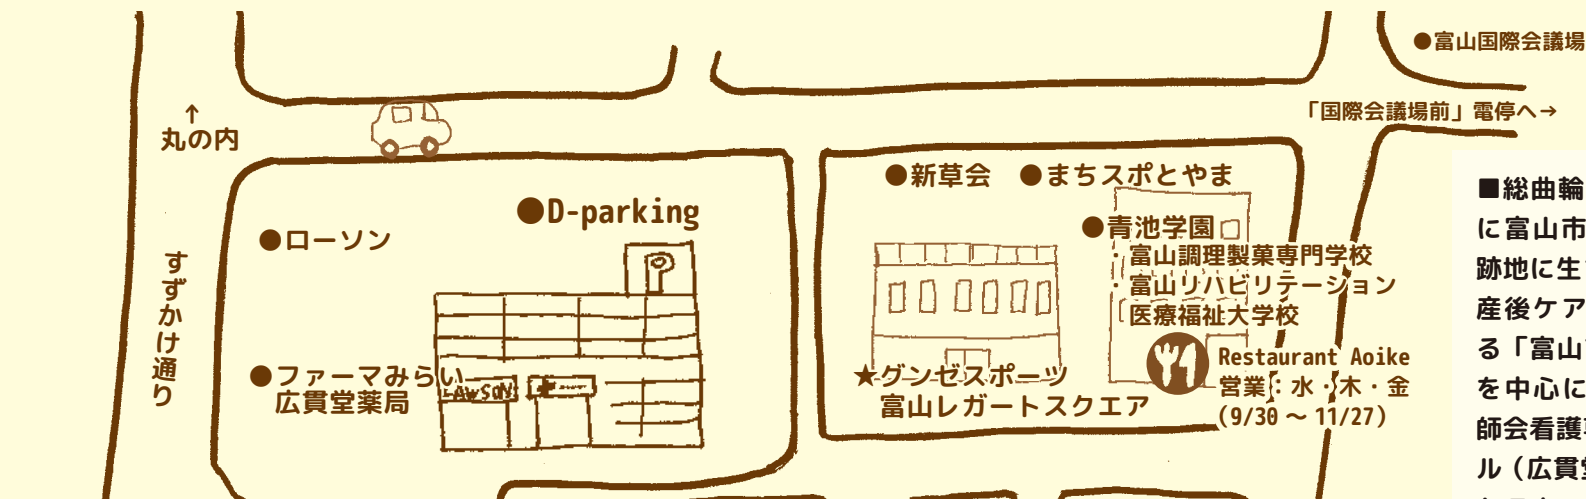 ●富山国際会議場
「国際会議場前」電停へ→
↑
丸の内
すずかけ通り
●D-parking
●ローソン
●ファーマみらい
広貫堂薬局
LAWSON
●新草会 ●まちスポとやま
●青池学園
・富山調理製菓専門学校
・富山リハビリテーション
医療福祉大学校
★グンゼスポーツ
富山レガートスクエア
Restaurant Aoike
営業：水・木・金
(9/30 〜 11/27)
■総曲輪
に富山市
跡地に生
産後ケア
る「富山
を中心に
師会看護
ル（広貫